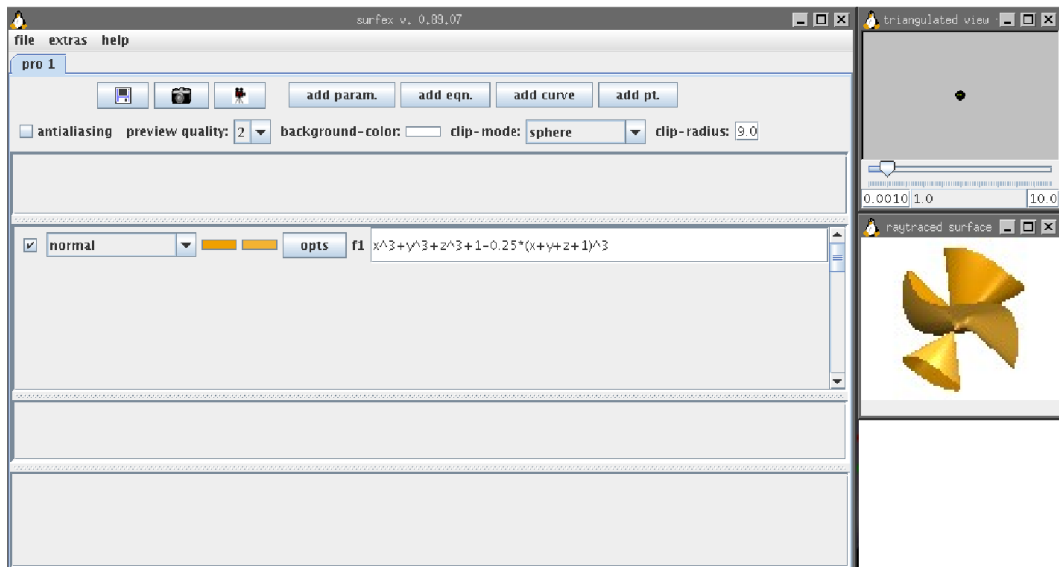 surfex v. 0.89.07
file extras help
pro 1
add param. add eqn. add curve add pt.
antialiasing preview quality: 2 background-color: clip-mode: sphere clip-radius: 9.0
normal opts f1 x^3+y^3+z^3+1-0.25*(x+y+z+1)^3
triangulated view
0.0010 1.0 10.0
raytraced surface